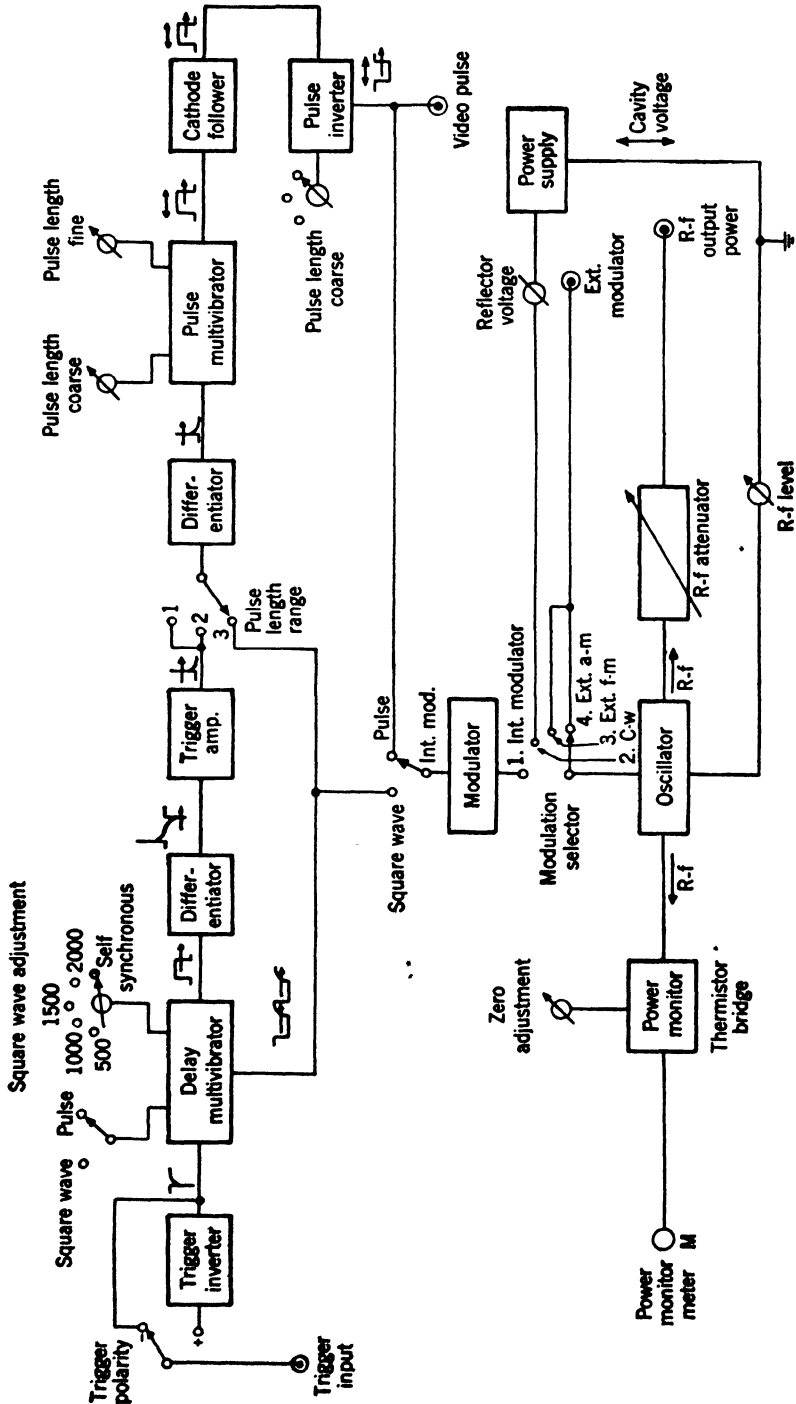 Square wave adjustment
500
1000
1500
2000
Self
synchronous
Square wave
Pulse
Trigger
polarity
-
+
Trigger
input
Trigger
inverter
Delay
multivibrator
Differ-
entiator
Trigger
amp.
1
2
3
Pulse
length
range
Differ-
entiator
Pulse length
coarse
Pulse length
fine
Pulse
multivibrator
Cathode
follower
Pulse
inverter
Pulse length
coarse
Video pulse
Square wave
Pulse
Int. mod.
Modulator
1. Int. modulator
Modulation
selector
4. Ext. a-m
3. Ext. f-m
2. C-w
Reflector
voltage
Ext.
modulator
Power
supply
Cavity
voltage
Zero
adjustment
Power
monitor
meter
M
Power
monitor
Thermistor
bridge
R-f
Oscillator
R-f
R-f attenuator
R-f
output
power
R-f level